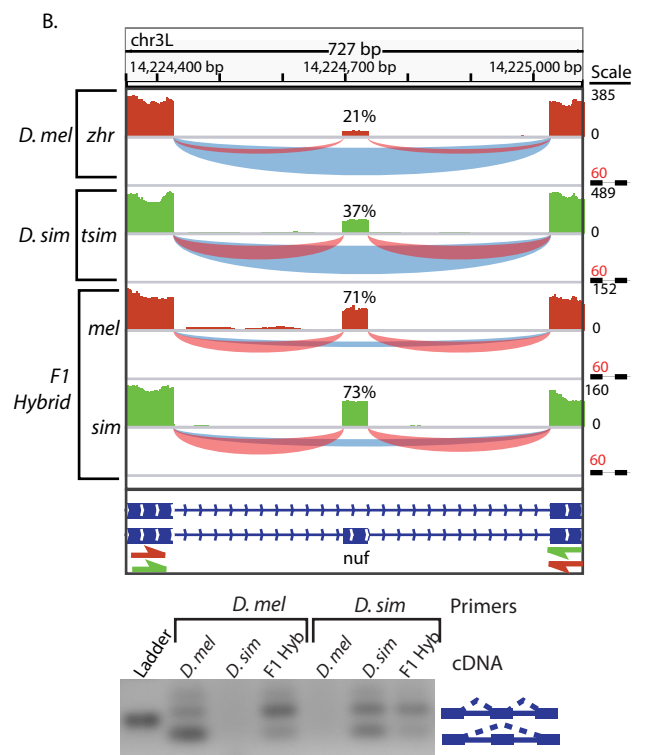 B.
chr3L
727 bp
14,224,400 bp 14,224,700 bp 14,225,000 bp Scale
385
21%
D. mel zhr 0
60
489
37%
D. sim tsim 0
60
152
71%
mel 0
60
F1 Hybrid
160
73%
sim 0
60
nuf
D. mel D. sim Primers
Ladder D. mel D. sim F1 Hyb D. mel D. sim F1 Hyb cDNA